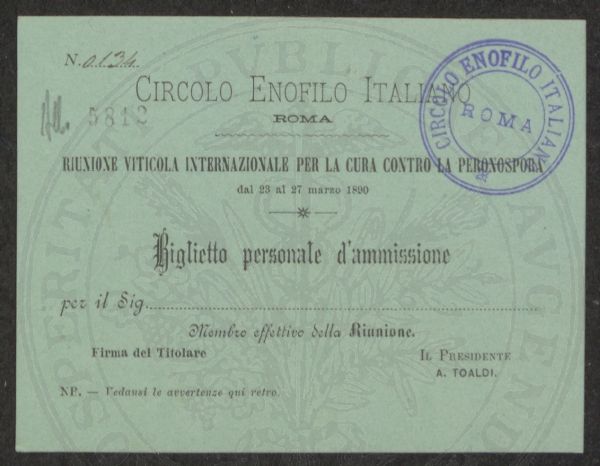 N. 0134
CIRCOLO ENOFILO ITALIANO
ROMA
5812
CIRCOLO ENOFILO ITALIANO
ROMA
RIUNIONE VITICOLA INTERNAZIONALE PER LA CURA CONTRO LA PERONOSPORA
dal 23 al 27 marzo 1890
Biglietto personale d'ammissione
per il Sig.
Membro effettivo della Riunione.
Firma del Titolare
IL PRESIDENTE
A. TOALDI.
NB. — Vedansi le avvertenze qui retro.